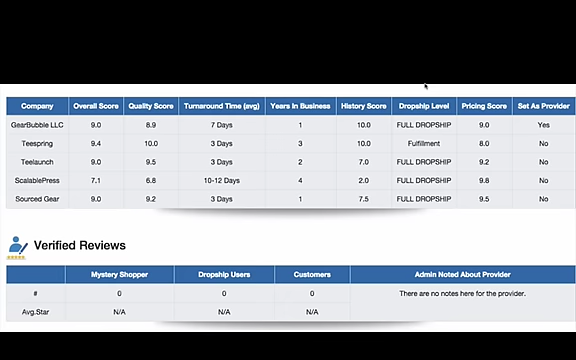 Company Overall Score Quality Score Turnaround Time (avg) Years In Business History Score Dropship Level Pricing Score Set As Provider
GearBubble LLC 9.0 8.9 7 Days 1 10.0 FULL DROPSHIP 9.0 Yes
Teespring 9.4 10.0 3 Days 3 10.0 Fulfillment 8.0 No
Teelaunch 9.0 9.5 3 Days 2 7.0 FULL DROPSHIP 9.2 No
ScalablePress 7.1 6.8 10-12 Days 4 2.0 FULL DROPSHIP 9.8 No
Sourced Gear 9.0 9.2 3 Days 1 7.5 FULL DROPSHIP 9.5 No
Verified Reviews
Mystery Shopper Dropship Users Customers Admin Noted About Provider
# 0 0 0 There are no notes here for the provider.
Avg.Star N/A N/A N/A